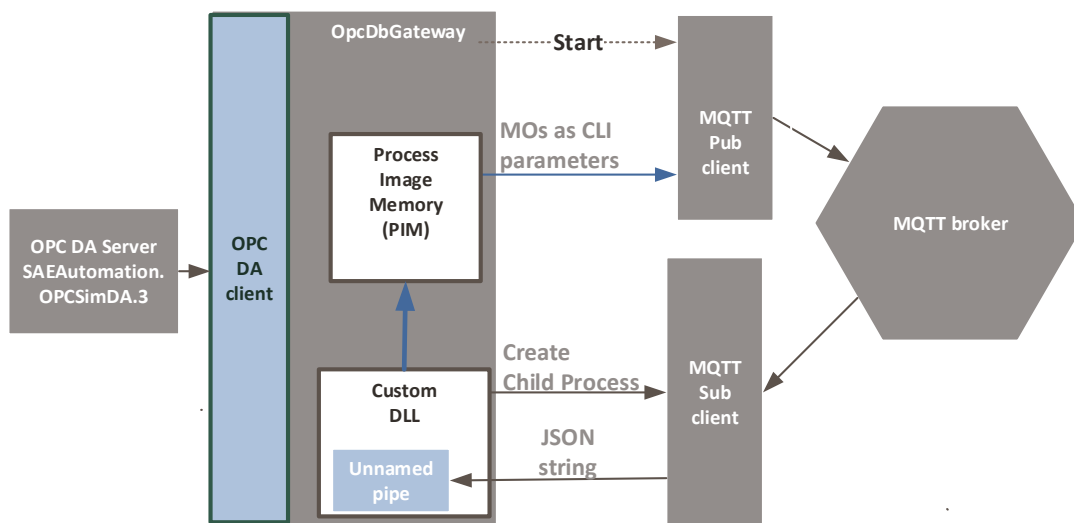 OpcDbGateway
Start
MQTT
Pub
client
MOs as CLI
parameters
Process
Image
Memory
(PIM)
MQTT broker
OPC DA Server
SAEAutomation.
OPCSimDA.3
OPC
DA
client
Create
Child Process
MQTT
Sub
client
Custom
DLL
JSON
string
Unnamed
pipe